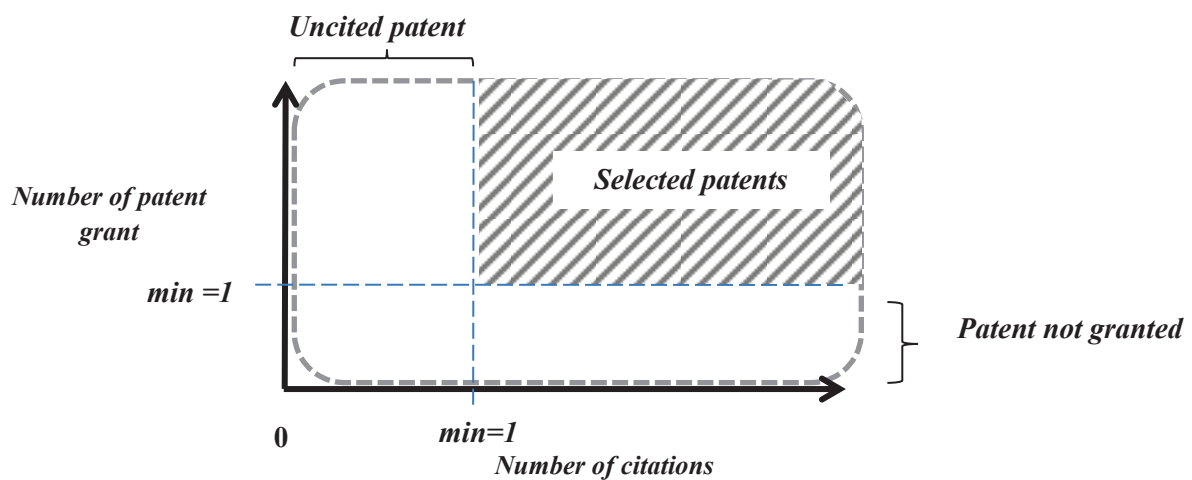 Uncited patent
Selected patents
Number of patent
grant
min =1
Patent not granted
0
min=1
Number of citations